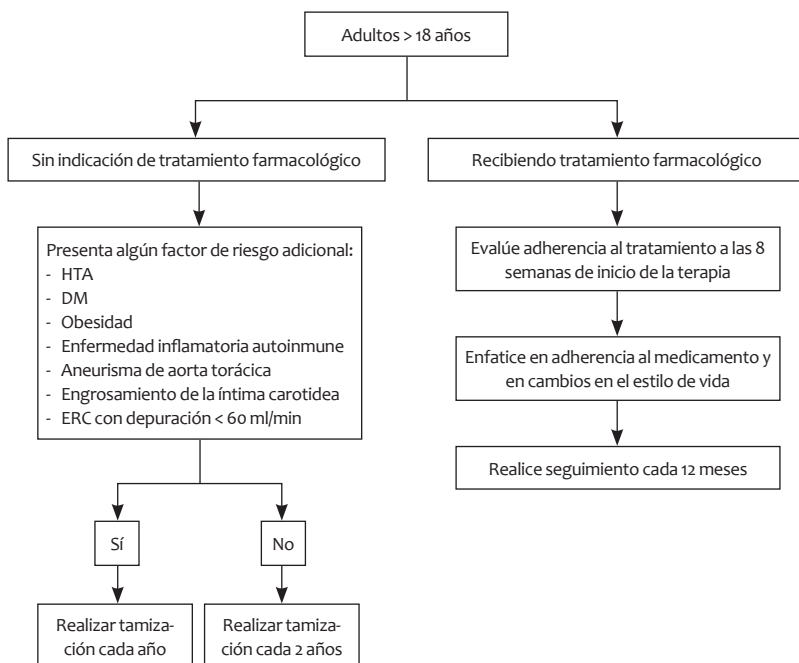 Adultos > 18 años
Sin indicación de tratamiento farmacológico
Recibiendo tratamiento farmacológico
Presenta algún factor de riesgo adicional:
- HTA
- DM
- Obesidad
- Enfermedad inflamatoria autoinmune
- Aneurisma de aorta torácica
- Engrosamiento de la íntima carotidea
- ERC con depuración < 60 ml/min
Evalúe adherencia al tratamiento a las 8
semanas de inicio de la terapia
Enfatice en adherencia al medicamento y
en cambios en el estilo de vida
Realice seguimiento cada 12 meses
Sí
No
Realizar tamiza-
ción cada año
Realizar tamiza-
ción cada 2 años